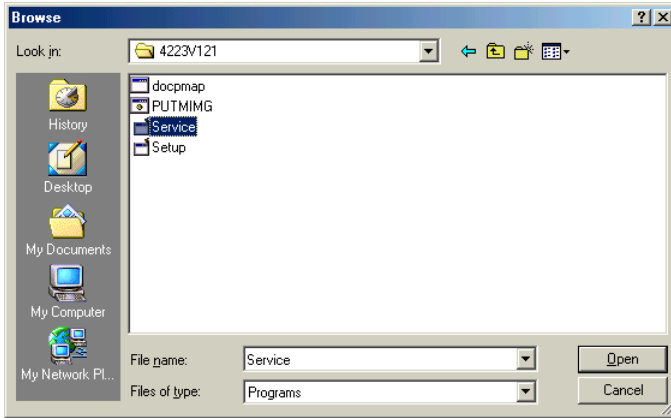 Browse
Look in:
4223V121
History
Desktop
My Documents
My Computer
My Network Pl...
docpmap
PUTMIMG
Service
Setup
File name:
Service
Open
Files of type:
Programs
Cancel